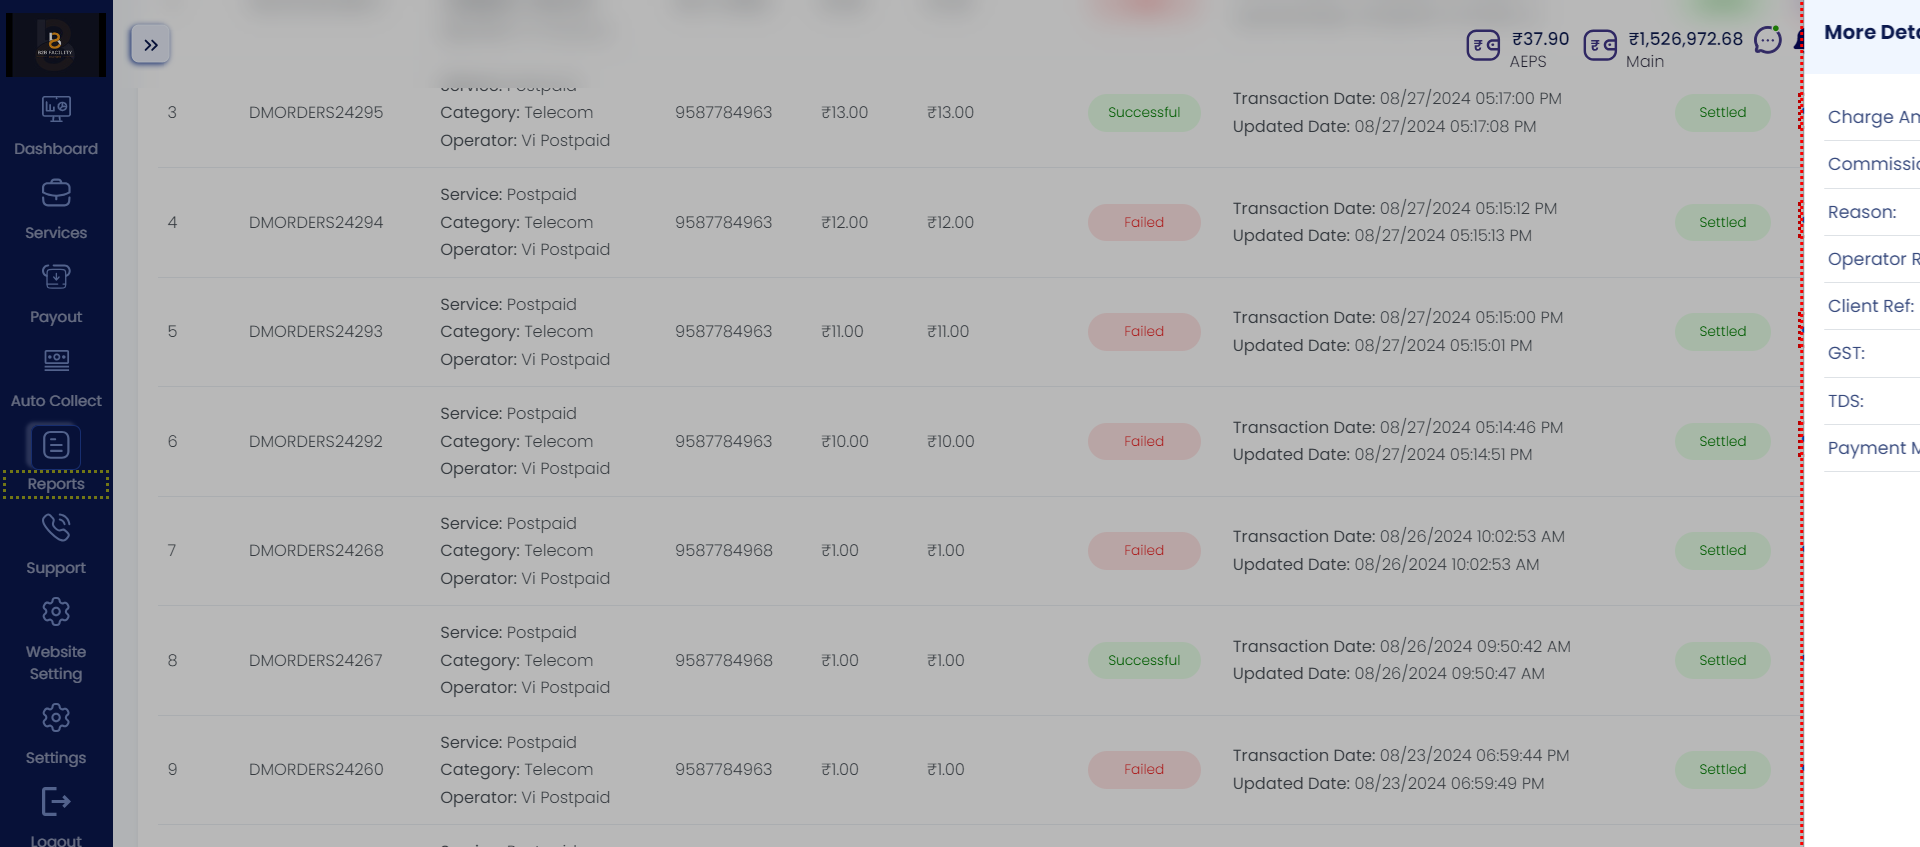 B2B FACILITY
₹37.90
AEPS
₹1,526,972.68
Main
More Deta
Dashboard
Services
Payout
Auto Collect
Reports
Support
Website
Setting
Settings
Logout
Service: Postpaid
3 DMORDERS24295 Category: Telecom 9587784963 ₹13.00 ₹13.00 Successful Transaction Date: 08/27/2024 05:17:00 PM Settled
Operator: Vi Postpaid Updated Date: 08/27/2024 05:17:08 PM
Service: Postpaid
4 DMORDERS24294 Category: Telecom 9587784963 ₹12.00 ₹12.00 Failed Transaction Date: 08/27/2024 05:15:12 PM Settled
Operator: Vi Postpaid Updated Date: 08/27/2024 05:15:13 PM
Service: Postpaid
5 DMORDERS24293 Category: Telecom 9587784963 ₹11.00 ₹11.00 Failed Transaction Date: 08/27/2024 05:15:00 PM Settled
Operator: Vi Postpaid Updated Date: 08/27/2024 05:15:01 PM
Service: Postpaid
6 DMORDERS24292 Category: Telecom 9587784963 ₹10.00 ₹10.00 Failed Transaction Date: 08/27/2024 05:14:46 PM Settled
Operator: Vi Postpaid Updated Date: 08/27/2024 05:14:51 PM
Service: Postpaid
7 DMORDERS24268 Category: Telecom 9587784968 ₹1.00 ₹1.00 Failed Transaction Date: 08/26/2024 10:02:53 AM Settled
Operator: Vi Postpaid Updated Date: 08/26/2024 10:02:53 AM
Service: Postpaid
8 DMORDERS24267 Category: Telecom 9587784968 ₹1.00 ₹1.00 Successful Transaction Date: 08/26/2024 09:50:42 AM Settled
Operator: Vi Postpaid Updated Date: 08/26/2024 09:50:47 AM
Service: Postpaid
9 DMORDERS24260 Category: Telecom 9587784963 ₹1.00 ₹1.00 Failed Transaction Date: 08/23/2024 06:59:44 PM Settled
Operator: Vi Postpaid Updated Date: 08/23/2024 06:59:49 PM
Charge Am
Commissio
Reason:
Operator R
Client Ref:
GST:
TDS:
Payment M